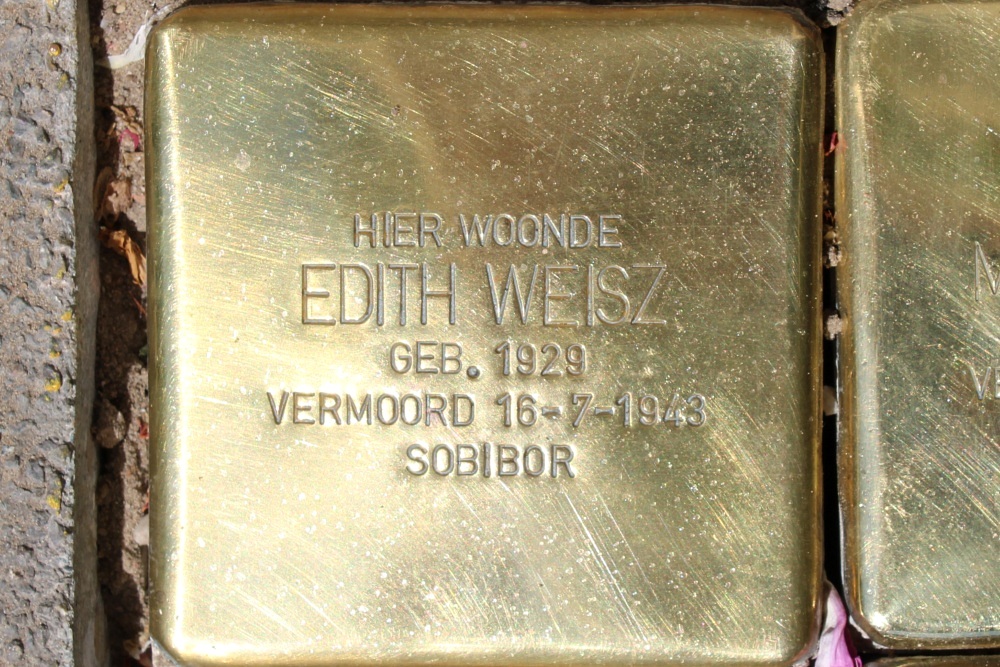 HIER WOONDE
EDITH WEISZ
GEB. 1929
VERMOORD 16-7-1943
SOBIBOR